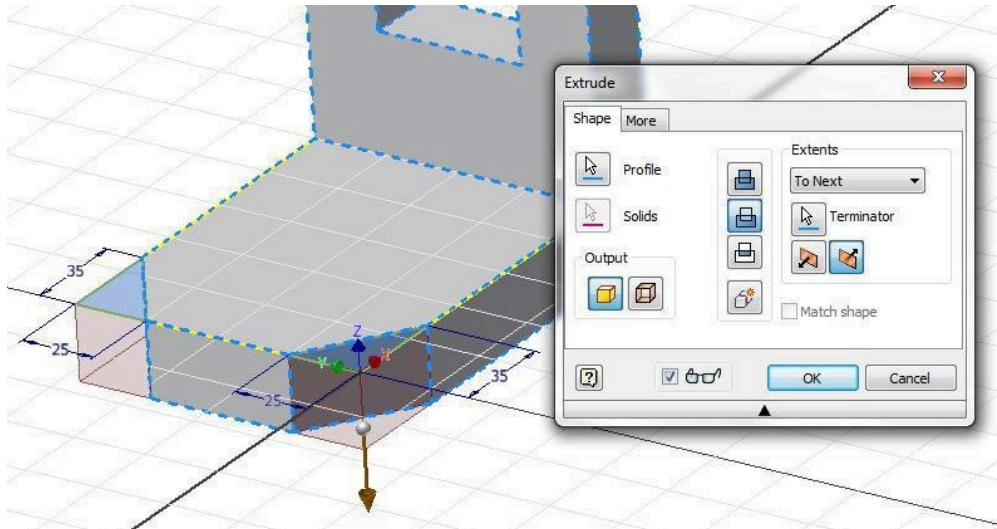 Extrude
Shape
More
Profile
Solids
Output
Extents
To Next
Terminator
Match shape
OK
Cancel
35
25
25
35
Z
Y
X